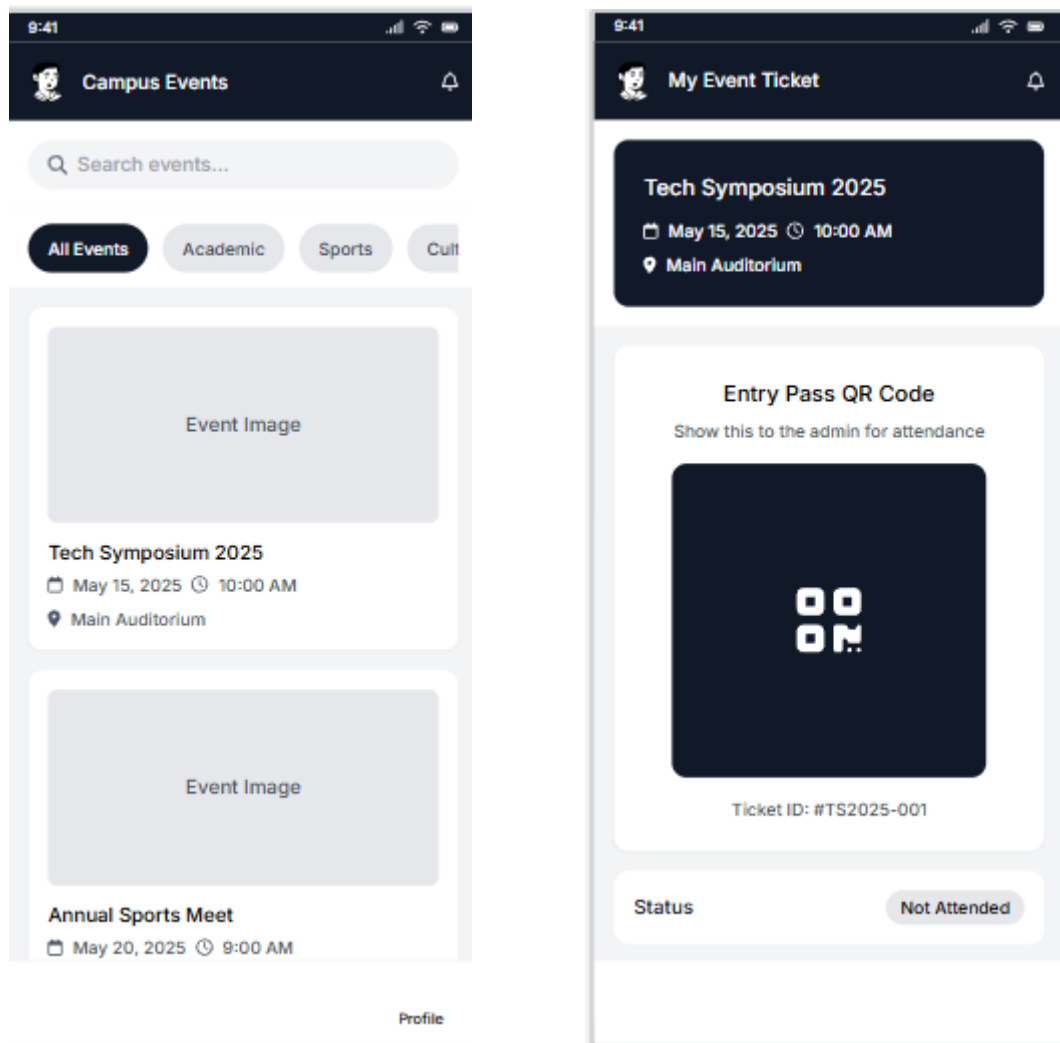 9:41
Campus Events
Search events...
All Events Academic Sports Cult
Event Image
Tech Symposium 2025
May 15, 2025 10:00 AM
Main Auditorium
Event Image
Annual Sports Meet
May 20, 2025 9:00 AM
Profile
9:41
My Event Ticket
Tech Symposium 2025
May 15, 2025 10:00 AM
Main Auditorium
Entry Pass QR Code
Show this to the admin for attendance
Ticket ID: #TS2025-001
Status Not Attended